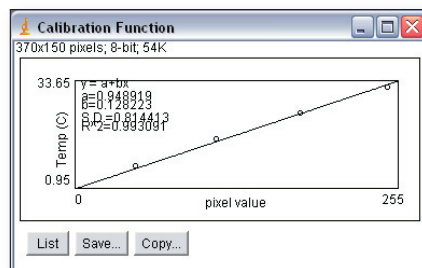 Calibration Function
370x150 pixels; 8-bit; 54K
33.65
y = a+bx
a=0.948919
b=0.128223
S.D.=0.814413
R^2=0.993091
Temp (C)
0.95
0
pixel value
255
List
Save...
Copy...